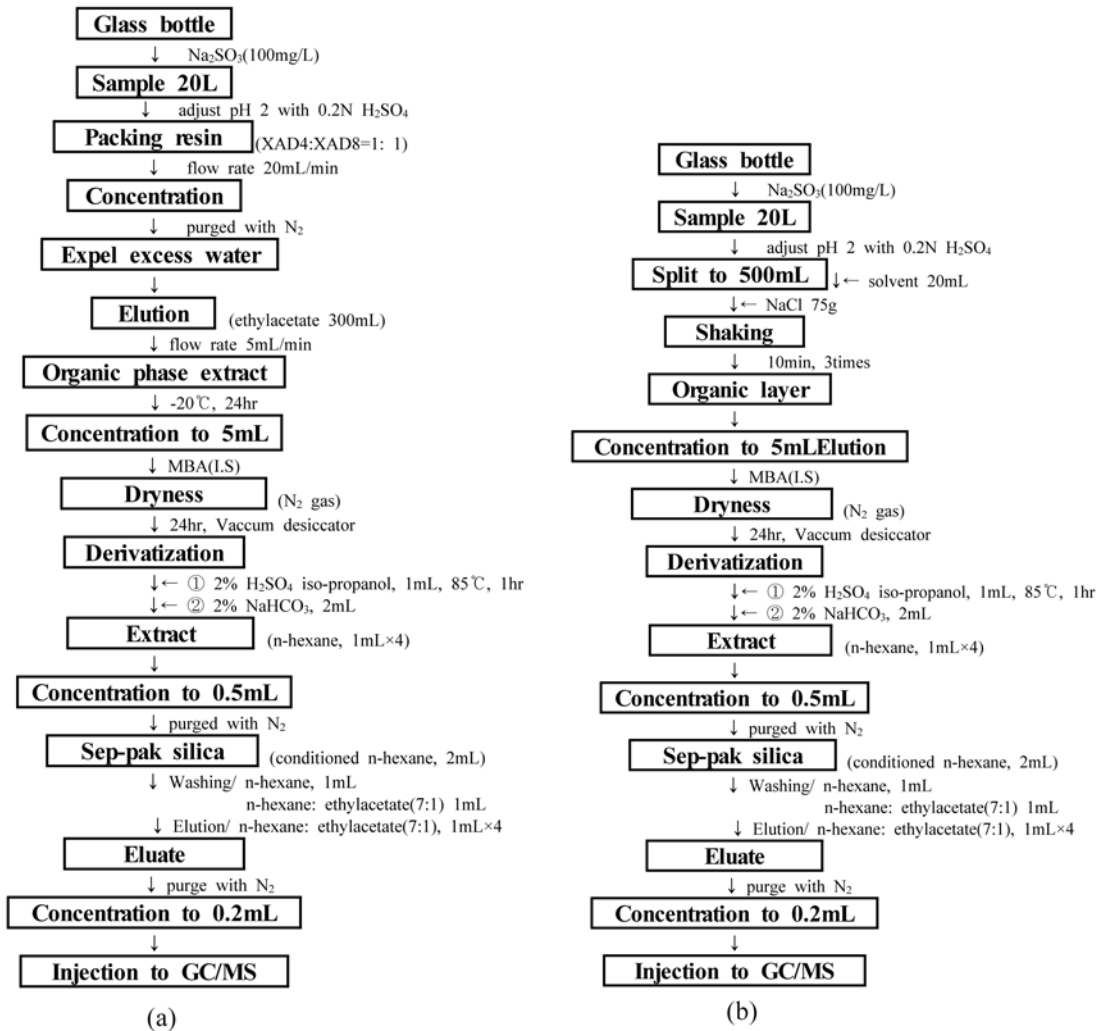 Glass bottle
↓ Na₂SO₃(100mg/L)
Sample 20L
↓ adjust pH 2 with 0.2N H₂SO₄
Packing resin (XAD4:XAD8=1: 1)
↓ flow rate 20mL/min
Concentration
↓ purged with N₂
Expel excess water
↓
Elution (ethylacetate 300mL)
↓ flow rate 5mL/min
Organic phase extract
↓ -20℃, 24hr
Concentration to 5mL
↓ MBA(I.S)
Dryness (N₂ gas)
↓ 24hr, Vaccum desiccator
Derivatization
↓← ① 2% H₂SO₄ iso-propanol, 1mL, 85℃, 1hr
↓← ② 2% NaHCO₃, 2mL
Extract (n-hexane, 1mL×4)
↓
Concentration to 0.5mL
↓ purged with N₂
Sep-pak silica (conditioned n-hexane, 2mL)
↓ Washing/ n-hexane, 1mL
n-hexane: ethylacetate(7:1) 1mL
↓ Elution/ n-hexane: ethylacetate(7:1), 1mL×4
Eluate
↓ purge with N₂
Concentration to 0.2mL
↓
Injection to GC/MS
(a)
Glass bottle
↓ Na₂SO₃(100mg/L)
Sample 20L
↓ adjust pH 2 with 0.2N H₂SO₄
Split to 500mL ↓← solvent 20mL
↓← NaCl 75g
Shaking
↓ 10min, 3times
Organic layer
↓
Concentration to 5mLElution
↓ MBA(I.S)
Dryness (N₂ gas)
↓ 24hr, Vaccum desiccator
Derivatization
↓← ① 2% H₂SO₄ iso-propanol, 1mL, 85℃, 1hr
↓← ② 2% NaHCO₃, 2mL
Extract (n-hexane, 1mL×4)
↓
Concentration to 0.5mL
↓ purged with N₂
Sep-pak silica (conditioned n-hexane, 2mL)
↓ Washing/ n-hexane, 1mL
n-hexane: ethylacetate(7:1) 1mL
↓ Elution/ n-hexane: ethylacetate(7:1), 1mL×4
Eluate
↓ purge with N₂
Concentration to 0.2mL
↓
Injection to GC/MS
(b)